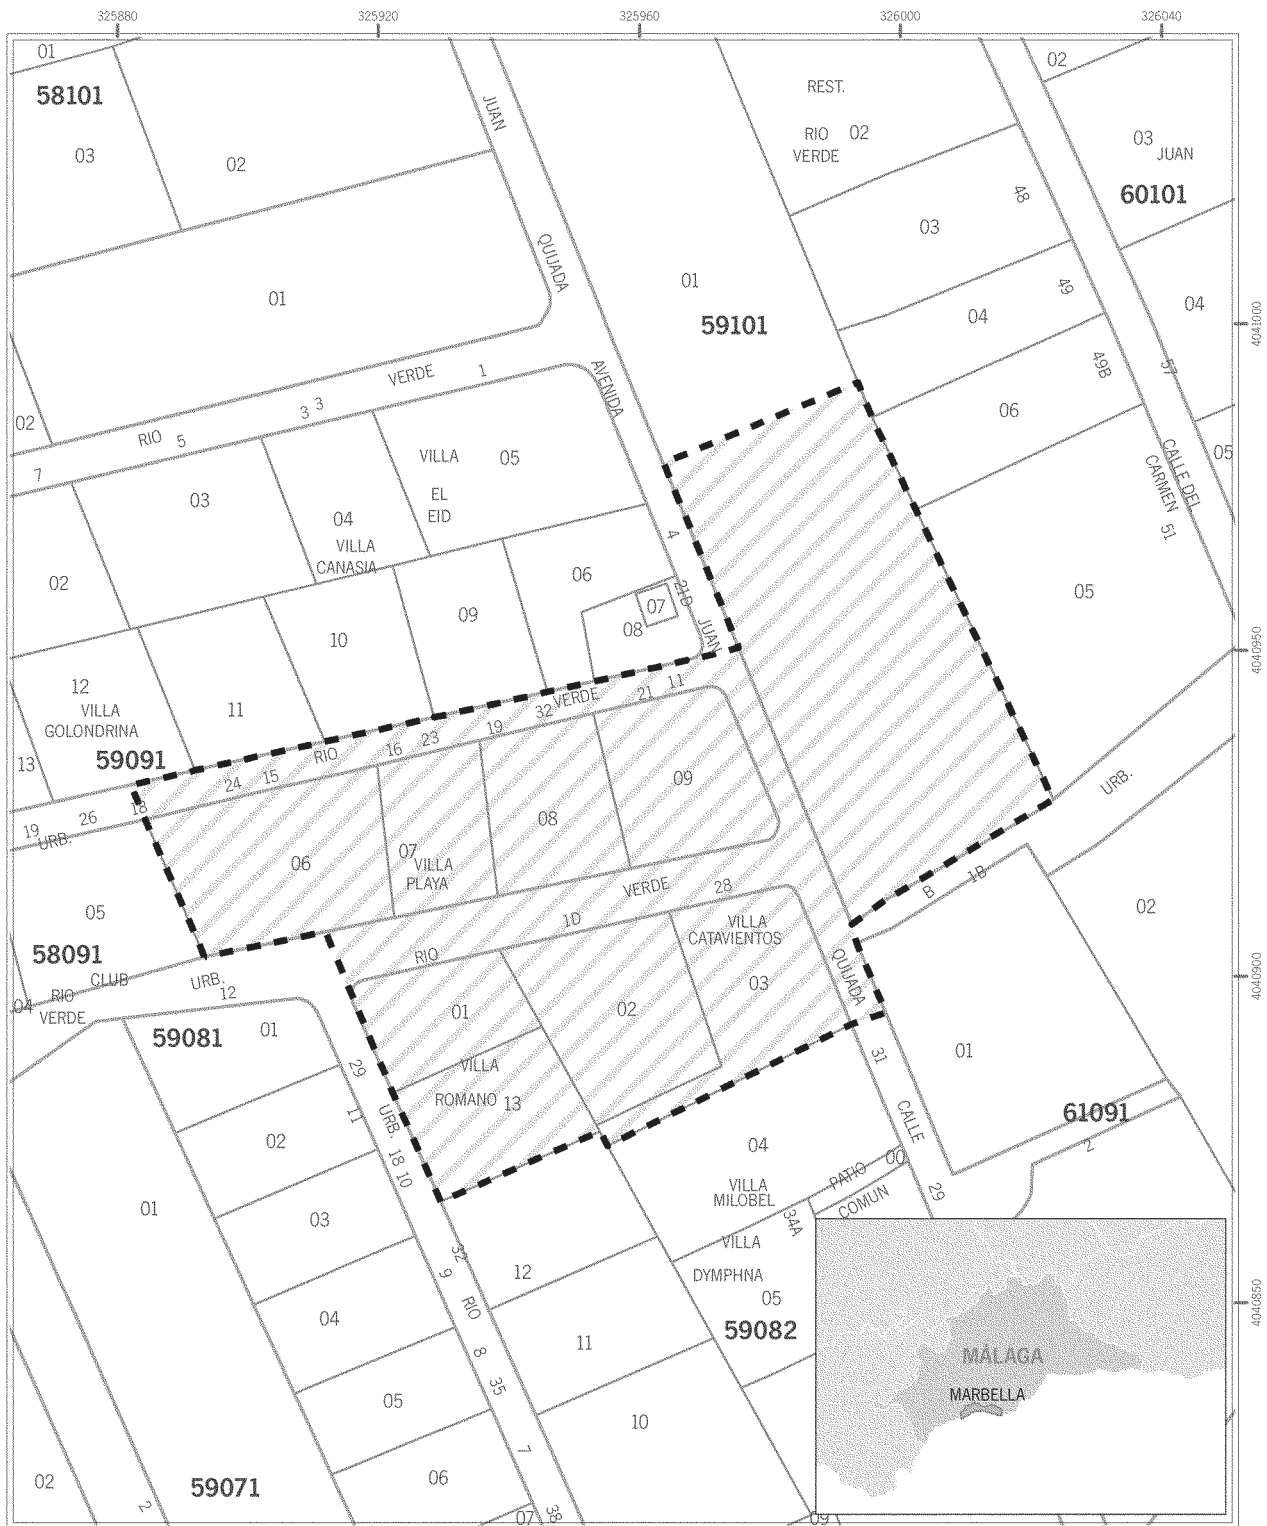 325880
325920
325960
326000
326040
01
58101
03
02
JUAN
REST.
RIO 02
VERDE
02
03
JUAN
60101
48
03
QUIJADA
01
01
59101
49
04
04
4041000
VERDE 1
3 3
RIO 5
AVENIDA
49B
57
02
7
VILLA 05
EL
EID
06
05
CALLE DEL
CARMEN 51
03
04
VILLA
CANASIA
4
02
06
07
21D
08
JUAN
09
10
05
4040950
12
VILLA
GOLONDRINA
11
59091
13
VERDE
21 11
32
19
23
16
RIO
15
24
18
26
19
URB.
URB.
09
08
07
VILLA
PLAYA
06
VERDE
28
1D
B
1B
02
05
58091
CLUB
RIO
VERDE
04
URB.
12
RIO
VILLA
CATAVIENTOS
03
QUIJADA
4040900
59081
01
01
02
VILLA
ROMANO 13
29
11
URB.
18
10
31
01
61091
CALLE
2
02
04
VILLA
MILOBEL
PATIO 00
COMUN
29
34A
01
03
32
9
RIO
12
VILLA
DYMPHNA
05
59082
4040850
04
8
35
11
05
10
7
06
38
07
09
02
2
59071
MÁLAGA
MARBELLA